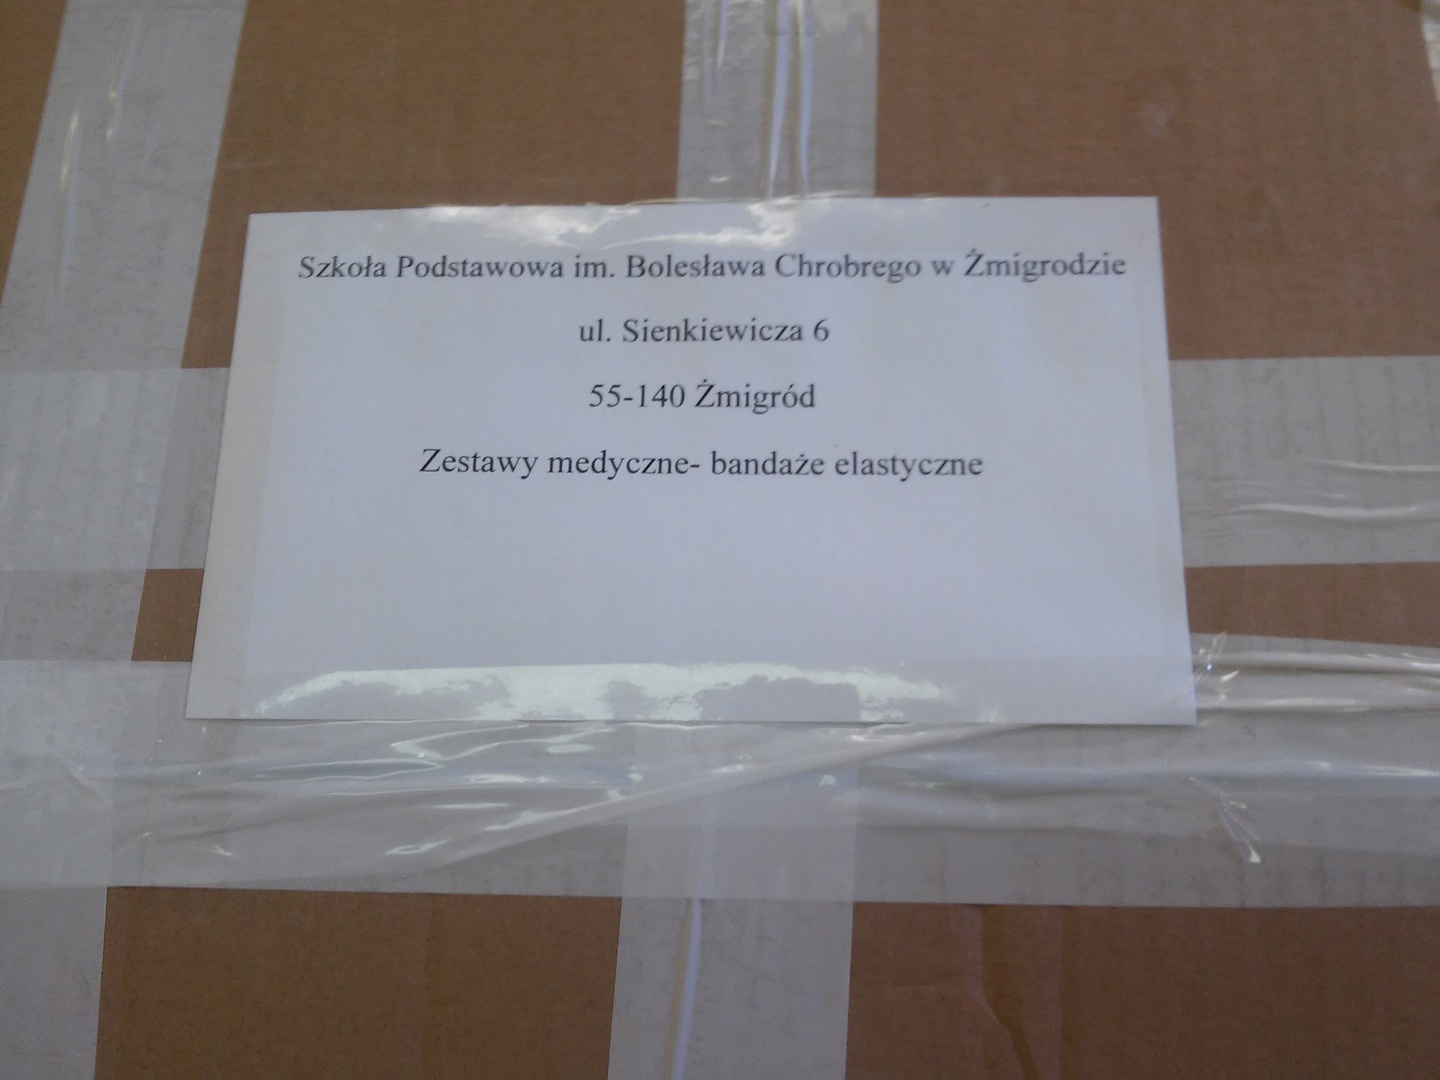 Szkoła Podstawowa im. Bolesława Chrobrego w Żmigrodzie
ul. Sienkiewicza 6
55-140 Żmigród
Zestawy medyczne- bandaże elastyczne